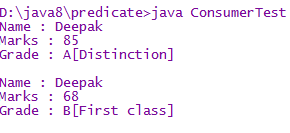 D:\java8\predicate>java ConsumerTest
Name : Deepak
Marks : 85
Grade : A[Distinction]
Name : Deepak
Marks : 68
Grade : B[First class]